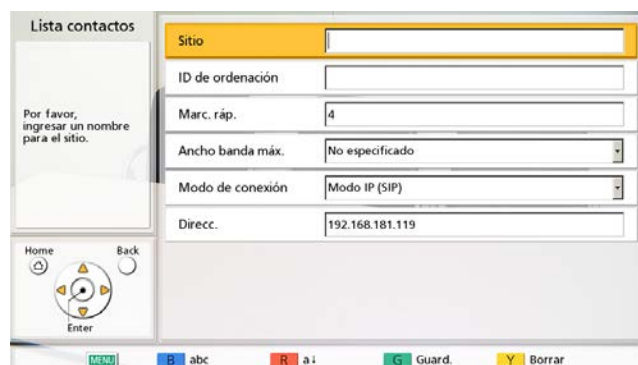 Lista contactos
Por favor,
ingresar un nombre
para el sitio.
Sitio
ID de ordenación
Marc. ráp. 4
Ancho banda máx. No especificado
Modo de conexión Modo IP (SIP)
Direcc. 192.168.181.119
Home Back
Enter
MENU B abc R a↓ G Guard. Y Borrar